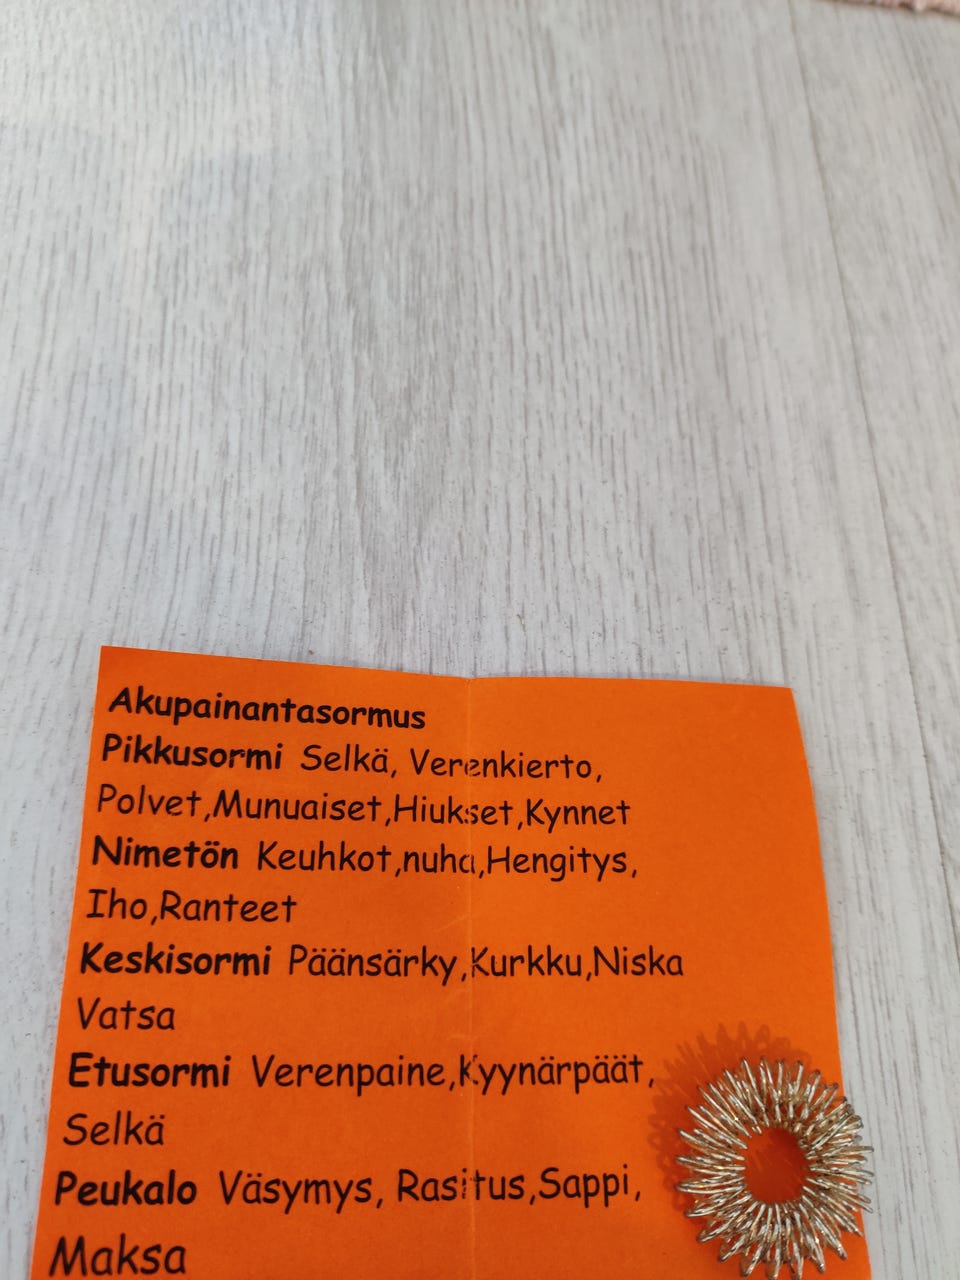 Akupainantasormus
Pikkusormi Selkä, Verenkierto,
Polvet,Munuaiset,Hiukset,Kynnet
Nimetön Keuhkot,nuha,Hengitys,
Iho,Ranteet
Keskisormi Päänsärky,Kurkku,Niska
Vatsa
Etusormi Verenpaine,Kyynärpäät,
Selkä
Peukalo Väsymys, Rasitus,Sappi,
Maksa